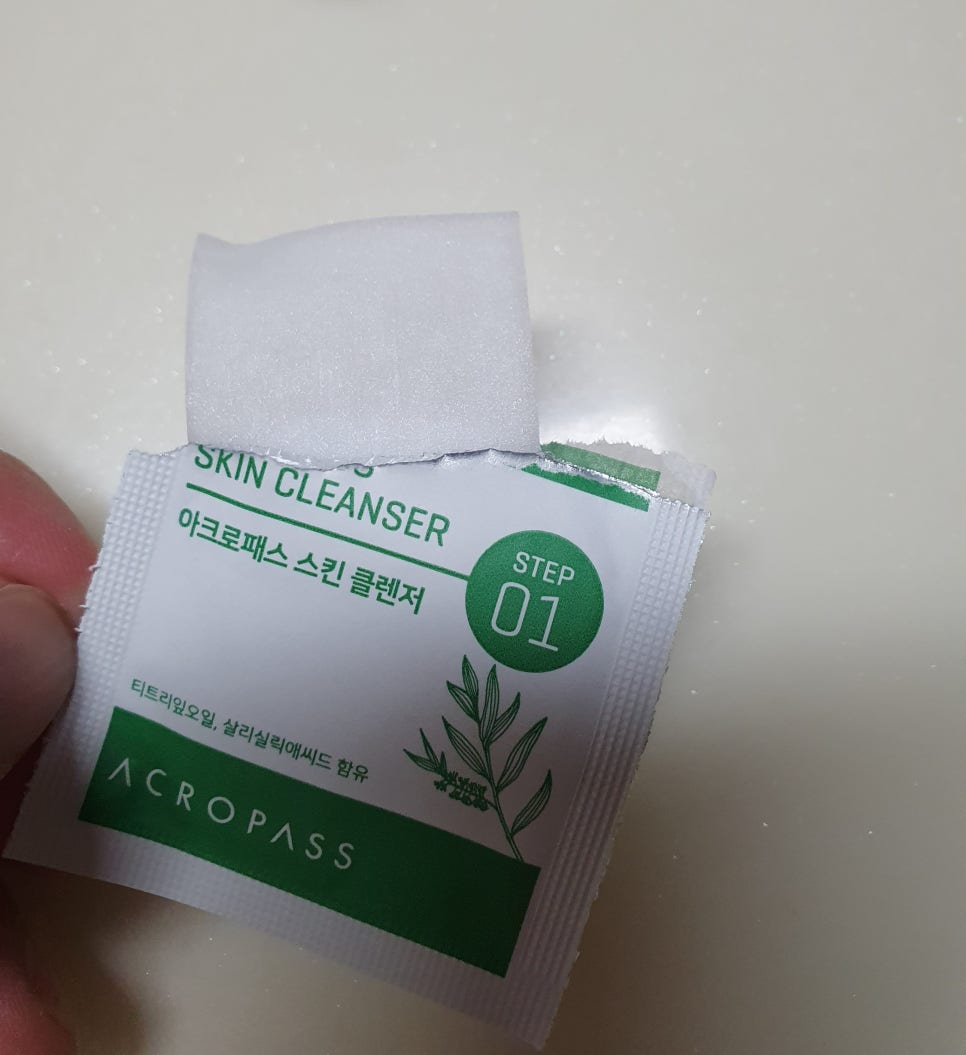 SKIN CLEANSER
아크로패스 스킨 클렌저
STEP
01
티트리잎오일, 살리실릭애씨드 함유
ACROPASS